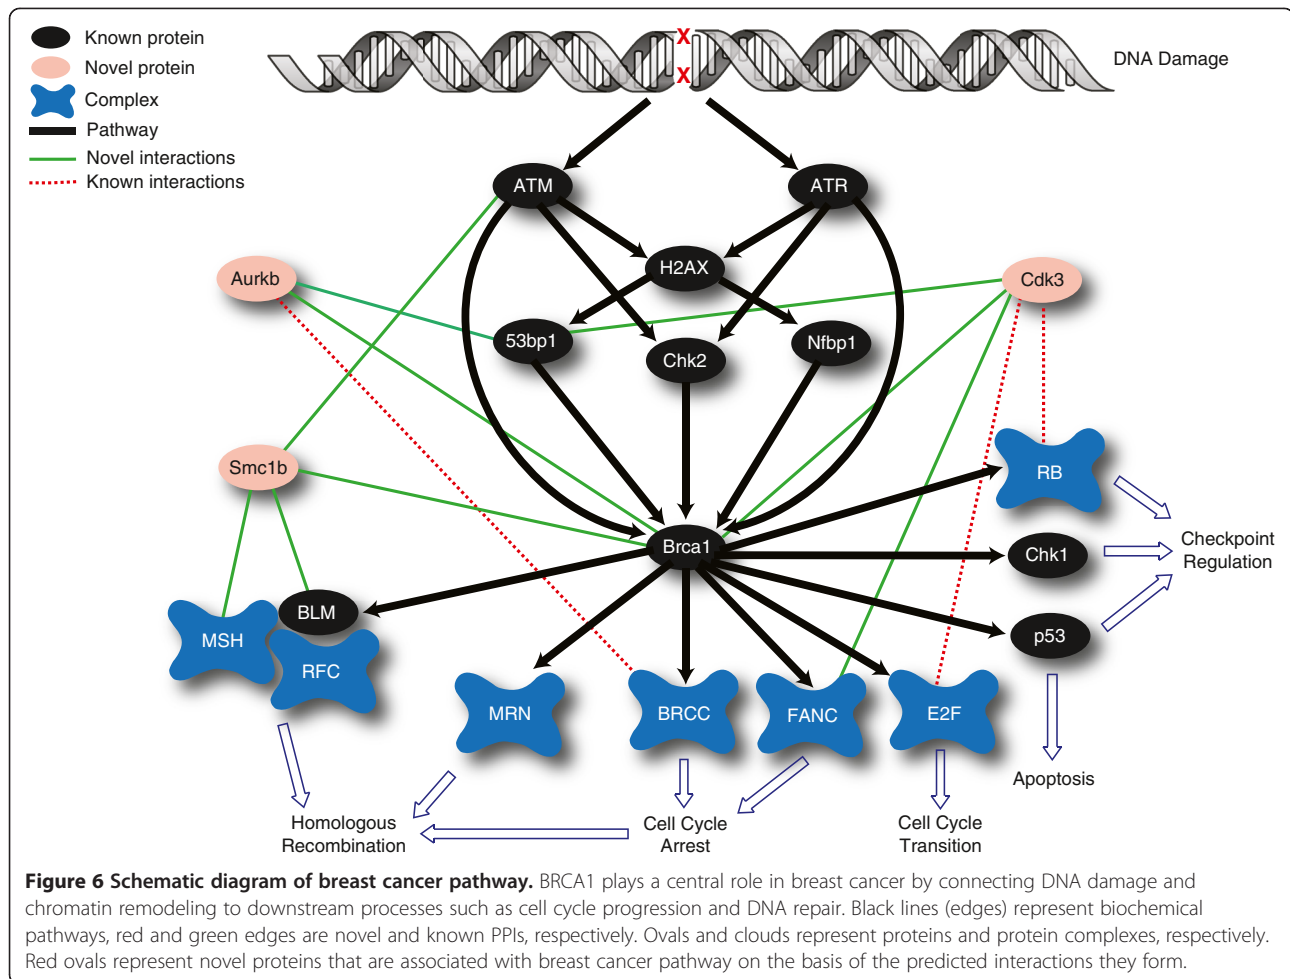 Known protein
Novel protein
Complex
Pathway
Novel interactions
Known interactions
X
X
DNA Damage
ATM
ATR
H2AX
Aurkb
Cdk3
53bp1
Chk2
Nfbp1
Smc1b
RB
Brca1
Chk1
Checkpoint
Regulation
BLM
MSH
RFC
p53
MRN
BRCC
FANC
E2F
Apoptosis
Homologous
Recombination
Cell Cycle
Arrest
Cell Cycle
Transition
Figure 6 Schematic diagram of breast cancer pathway. BRCA1 plays a central role in breast cancer by connecting DNA damage and
chromatin remodeling to downstream processes such as cell cycle progression and DNA repair. Black lines (edges) represent biochemical
pathways, red and green edges are novel and known PPIs, respectively. Ovals and clouds represent proteins and protein complexes, respectively.
Red ovals represent novel proteins that are associated with breast cancer pathway on the basis of the predicted interactions they form.